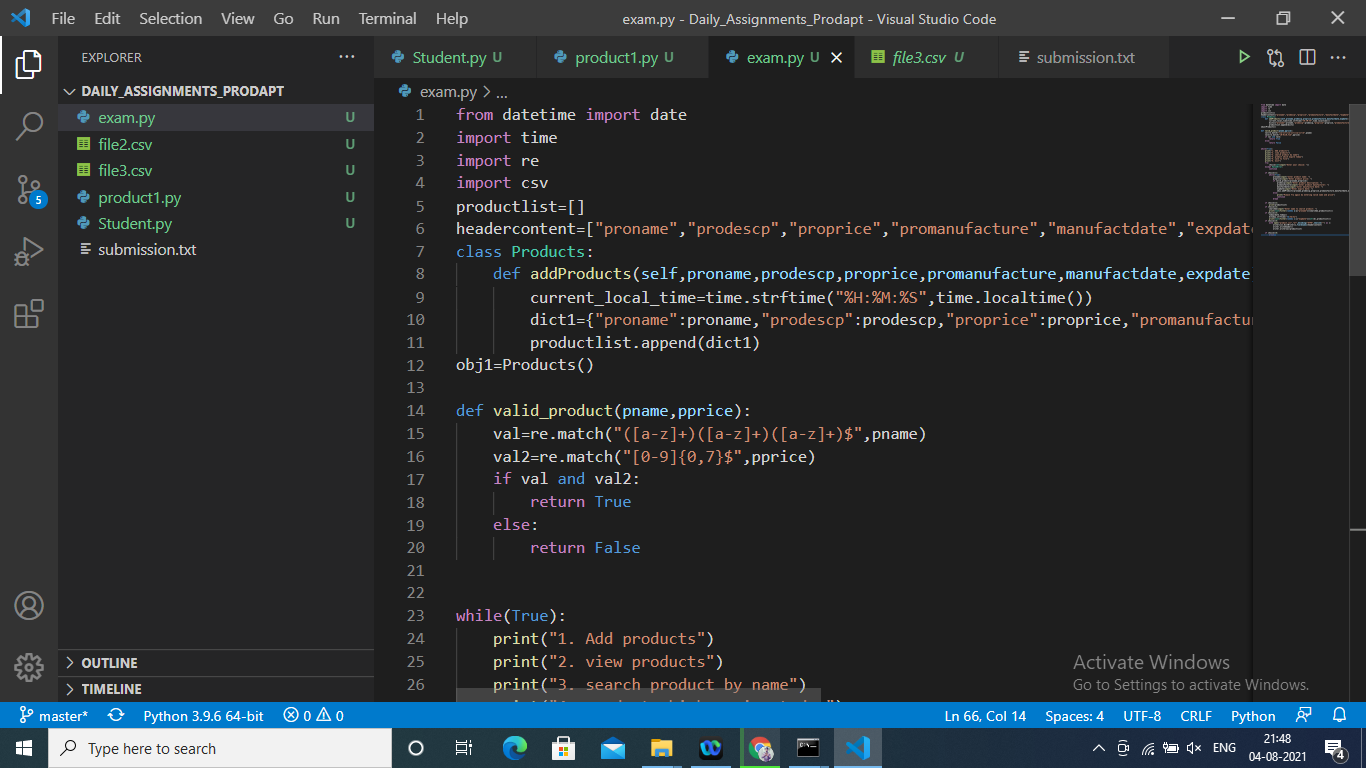 File Edit Selection View Go Run Terminal Help exam.py - Daily_Assignments_Prodapt - Visual Studio Code
EXPLORER
DAILY_ASSIGNMENTS_PRODAPT
exam.py U
file2.csv U
file3.csv U
product1.py U
Student.py U
submission.txt
OUTLINE
TIMELINE
5
Student.py U product1.py U exam.py U file3.csv U submission.txt
exam.py > ...
1 from datetime import date
2 import time
3 import re
4 import csv
5 productlist=[]
6 headercontent=["proname","prodescp","proprice","promanufacture","manufactdate","expdate
7 class Products:
8 def addProducts(self,proname,prodescp,proprice,promanufacture,manufactdate,expdate
9 current_local_time=time.strftime("%H:%M:%S",time.localtime())
10 dict1={"proname":proname,"prodescp":prodescp,"proprice":proprice,"promanufactu
11 productlist.append(dict1)
12 obj1=Products()
13
14 def valid_product(pname,pprice):
15 val=re.match("([a-z]+)([a-z]+)([a-z]+)$",pname)
16 val2=re.match("[0-9]{0,7}$",pprice)
17 if val and val2:
18 return True
19 else:
20 return False
21
22
23 while(True):
24 print("1. Add products")
25 print("2. view products")
26 print("3. search product by name")
Activate Windows
Go to Settings to activate Windows.
master* Python 3.9.6 64-bit 0 0 Ln 66, Col 14 Spaces: 4 UTF-8 CRLF Python
Type here to search
ENG
21:48
04-08-2021
4